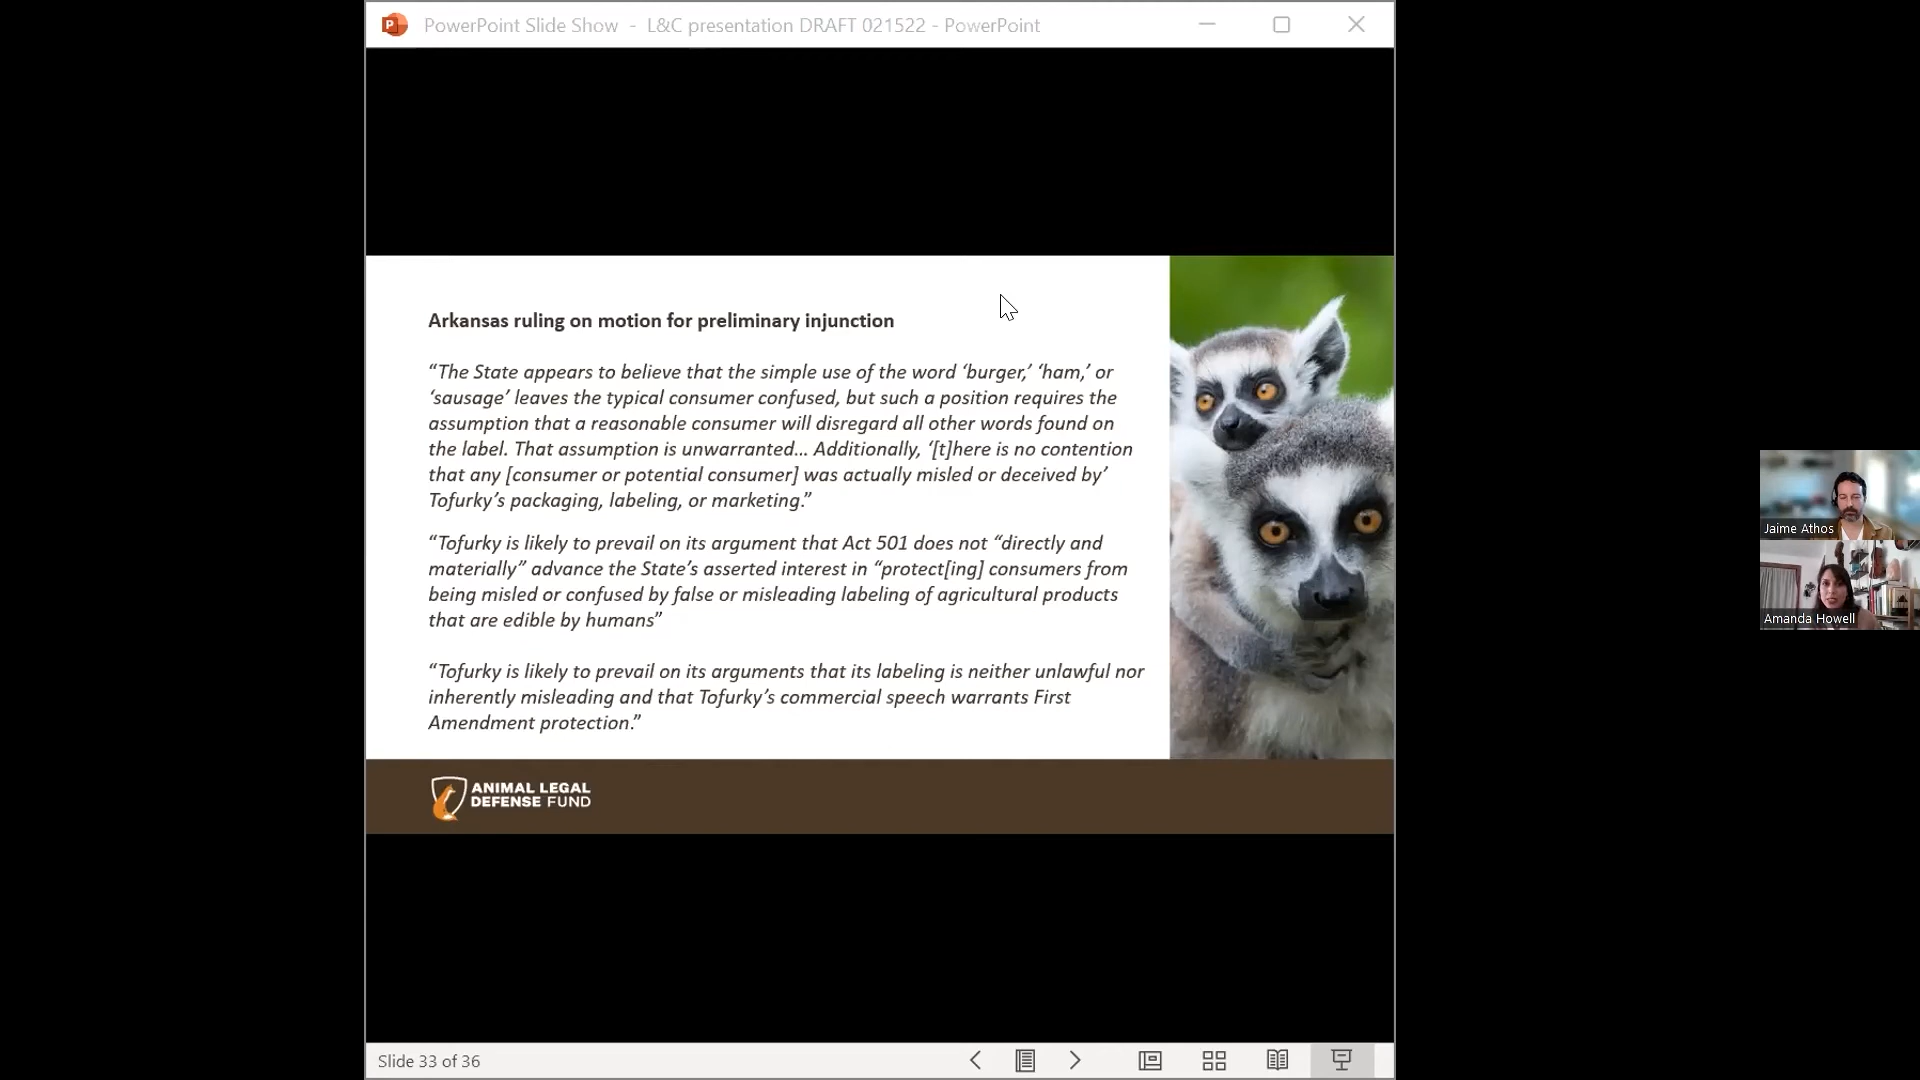 PowerPoint Slide Show - L&C presentation DRAFT 021522 - PowerPoint
Arkansas ruling on motion for preliminary injunction
“The State appears to believe that the simple use of the word ‘burger,’ ‘ham,’ or
‘sausage’ leaves the typical consumer confused, but such a position requires the
assumption that a reasonable consumer will disregard all other words found on
the label. That assumption is unwarranted... Additionally, ‘[t]here is no contention
that any [consumer or potential consumer] was actually misled or deceived by’
Tofurky’s packaging, labeling, or marketing.”
“Tofurky is likely to prevail on its argument that Act 501 does not “directly and
materially” advance the State’s asserted interest in “protect[ing] consumers from
being misled or confused by false or misleading labeling of agricultural products
that are edible by humans”
“Tofurky is likely to prevail on its arguments that its labeling is neither unlawful nor
inherently misleading and that Tofurky’s commercial speech warrants First
Amendment protection.”
ANIMAL LEGAL
DEFENSE FUND
Slide 33 of 36
Jaime Athos
Amanda Howell